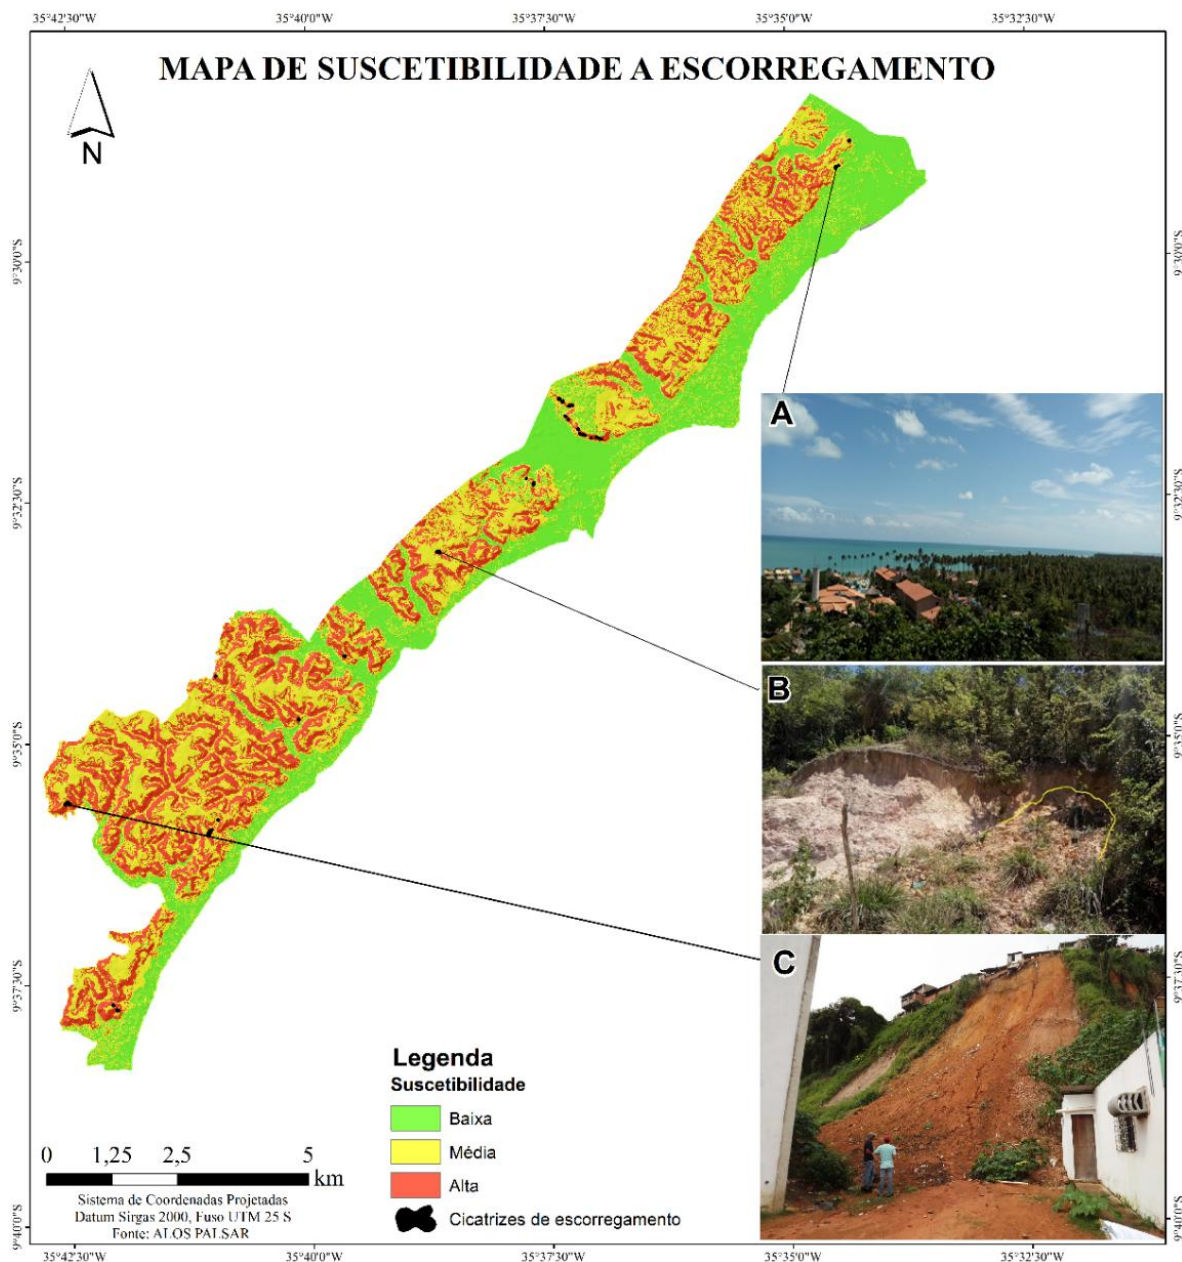 35°42'30"W 35°40'0"W 35°37'30"W 35°35'0"W 35°32'30"W
MAPA DE SUSCETIBILIDADE A ESCORREGAMENTO
N
9°30'0"S 9°30'0"S
A
9°32'30"S 9°32'30"S
B
9°35'0"S 9°35'0"S
C
9°37'30"S 9°37'30"S
Legenda
Suscetibilidade
Baixa
Média
Alta
Cicatrizes de escorregamento
0 1,25 2,5 5
km
Sistema de Coordenadas Projetadas
Datum Sirgas 2000, Fuso UTM 25 S
Fonte: ALOS PALSAR
9°40'0"S 9°40'0"S
35°42'30"W 35°40'0"W 35°37'30"W 35°35'0"W 35°32'30"W